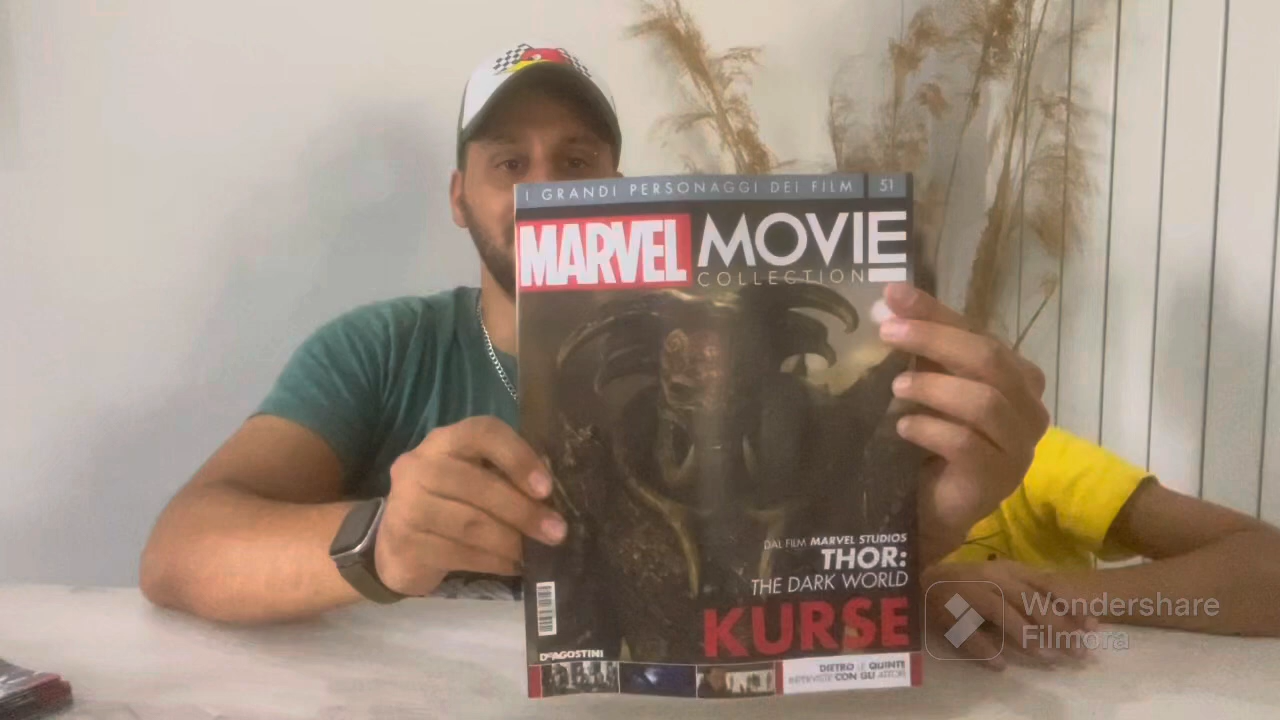 I GRANDI PERSONAGGI DEI FILM 51
MARVEL MOVIE
COLLECTION
DAL FILM MARVEL STUDIOS
THOR:
THE DARK WORLD
KURSE
DEAGOSTINI
DIETRO LE QUINTE
INTERVISTE CON GLI ATTORI
Wondershare
Filmora